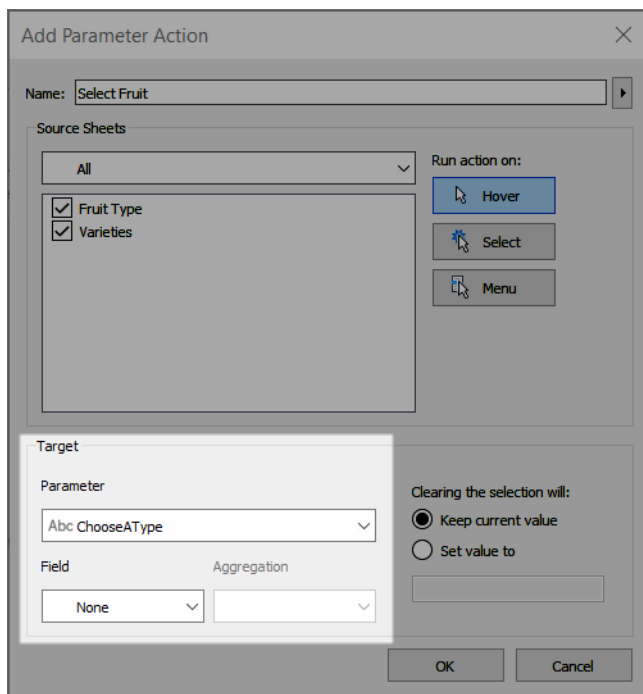 Add Parameter Action
Name: Select Fruit
Source Sheets
All
Fruit Type
Varieties
Run action on:
Hover
Select
Menu
Target
Parameter
Abc ChooseAType
Field Aggregation
None
Clearing the selection will:
Keep current value
Set value to
OK Cancel